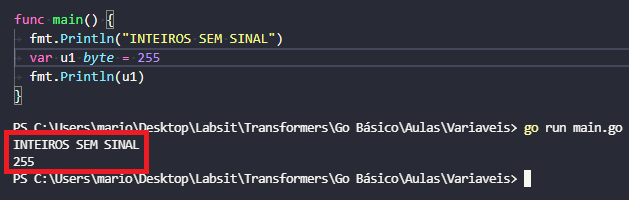 func main() {
fmt.Println("INTEIROS SEM SINAL")
var u1 byte = 255
fmt.Println(u1)
}
PS C:\Users\mario\Desktop\Labsit\Transformers\Go Básico\Aulas\Variaveis> go run main.go
INTEIROS SEM SINAL
255
PS C:\Users\mario\Desktop\Labsit\Transformers\Go Básico\Aulas\Variaveis>